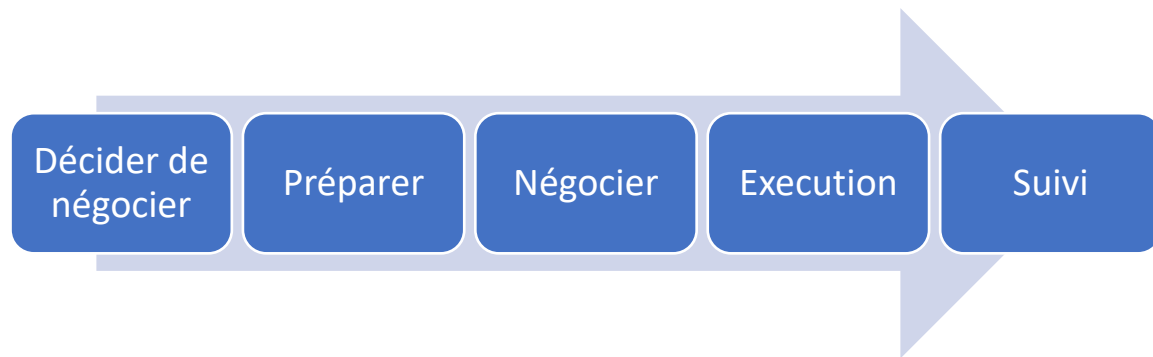 Décider de
négocier
Préparer
Négocier
Execution
Suivi